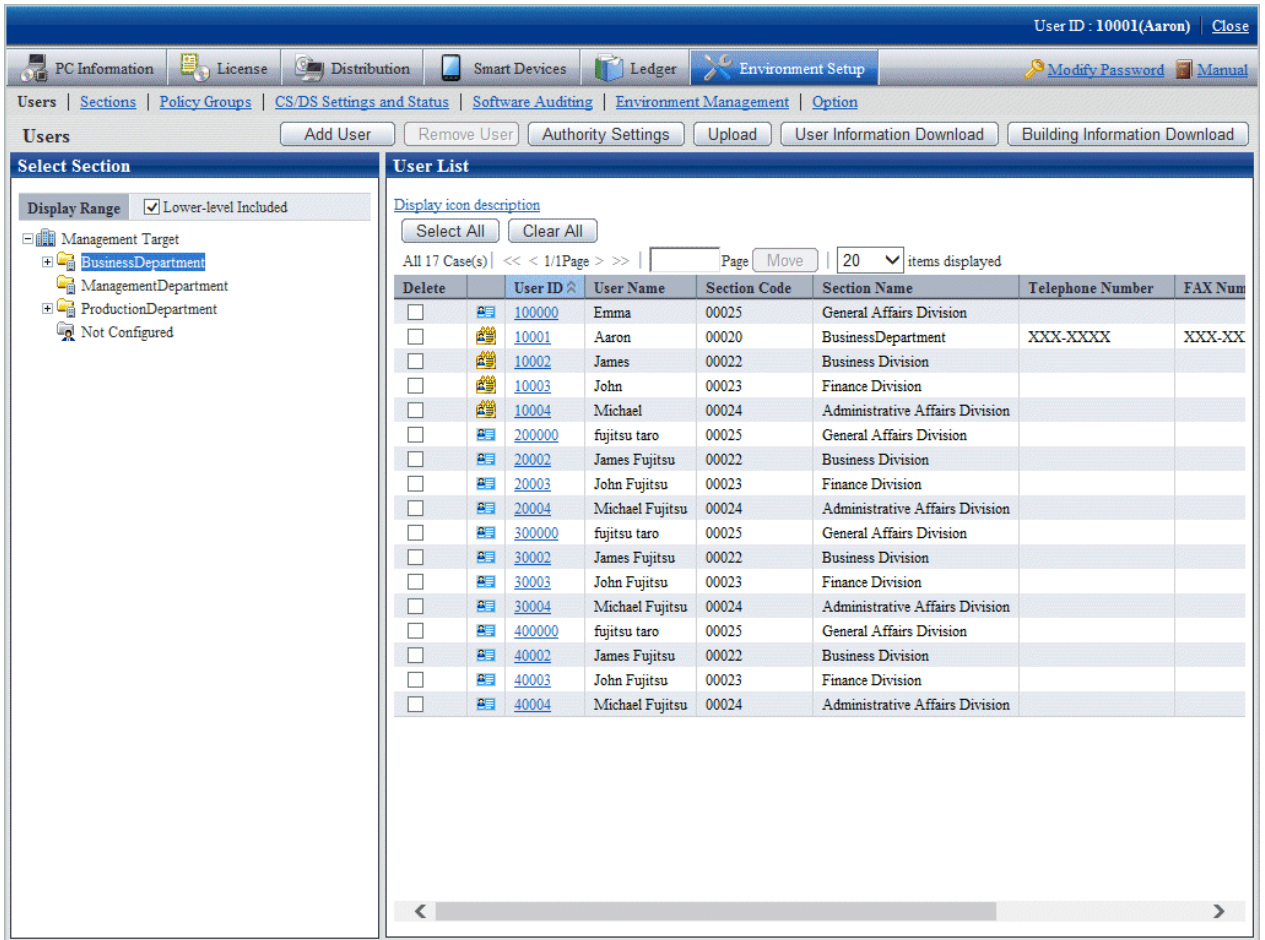 User ID : 10001(Aaron) Close
PC Information License Distribution Smart Devices Ledger Environment Setup Modify Password Manual
Users | Sections | Policy Groups | CS/DS Settings and Status | Software Auditing | Environment Management | Option
Users Add User Remove User Authority Settings Upload User Information Download Building Information Download
Select Section
Display Range Lower-level Included
Management Target
BusinessDepartment
ManagementDepartment
ProductionDepartment
Not Configured
User List
Display icon description
Select All Clear All
All 17 Case(s) | << < 1/1Page > >> | Page Move | 20 items displayed
Delete User ID User Name Section Code Section Name Telephone Number FAX Num
100000 Emma 00025 General Affairs Division
10001 Aaron 00020 BusinessDepartment XXX-XXXX XXX-XX
10002 James 00022 Business Division
10003 John 00023 Finance Division
10004 Michael 00024 Administrative Affairs Division
200000 fujitsu taro 00025 General Affairs Division
20002 James Fujitsu 00022 Business Division
20003 John Fujitsu 00023 Finance Division
20004 Michael Fujitsu 00024 Administrative Affairs Division
300000 fujitsu taro 00025 General Affairs Division
30002 James Fujitsu 00022 Business Division
30003 John Fujitsu 00023 Finance Division
30004 Michael Fujitsu 00024 Administrative Affairs Division
400000 fujitsu taro 00025 General Affairs Division
40002 James Fujitsu 00022 Business Division
40003 John Fujitsu 00023 Finance Division
40004 Michael Fujitsu 00024 Administrative Affairs Division